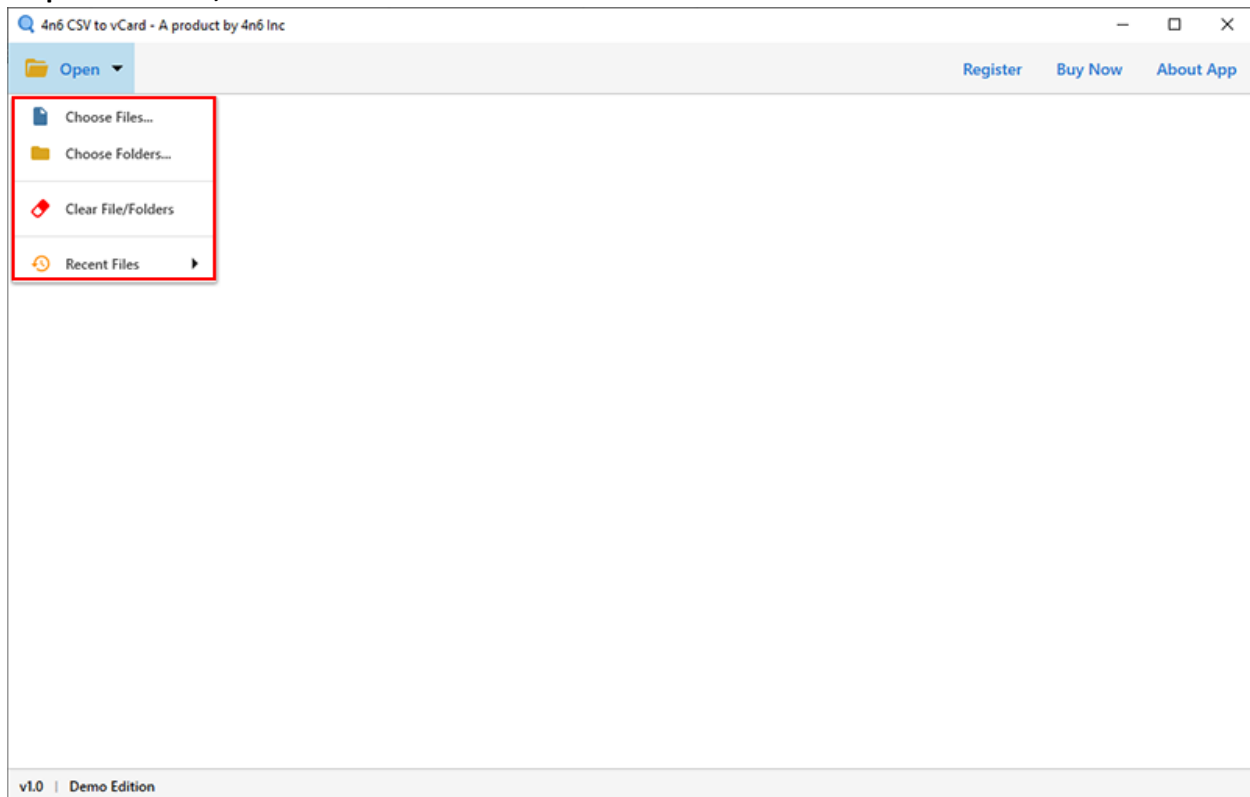 4n6 CSV to vCard - A product by 4n6 Inc
Open Register Buy Now About App
Choose Files...
Choose Folders...
Clear File/Folders
Recent Files
v1.0 | Demo Edition